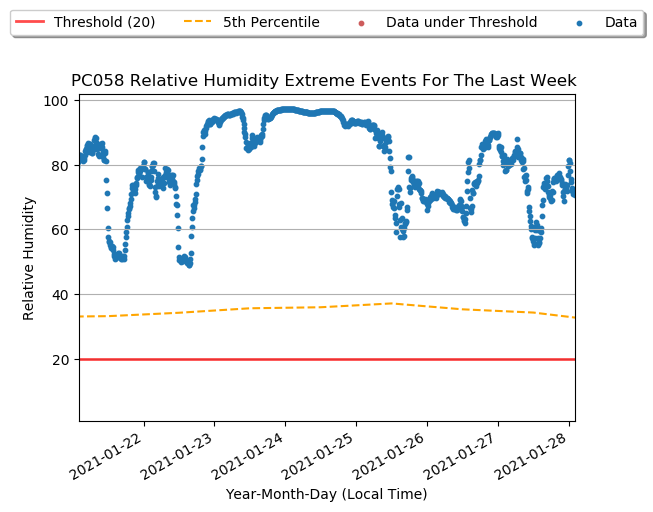 Threshold (20) 5th Percentile Data under Threshold Data
PC058 Relative Humidity Extreme Events For The Last Week
100
80
60
40
20
Relative Humidity
2021-01-22 2021-01-23 2021-01-24 2021-01-25 2021-01-26 2021-01-27 2021-01-28
Year-Month-Day (Local Time)